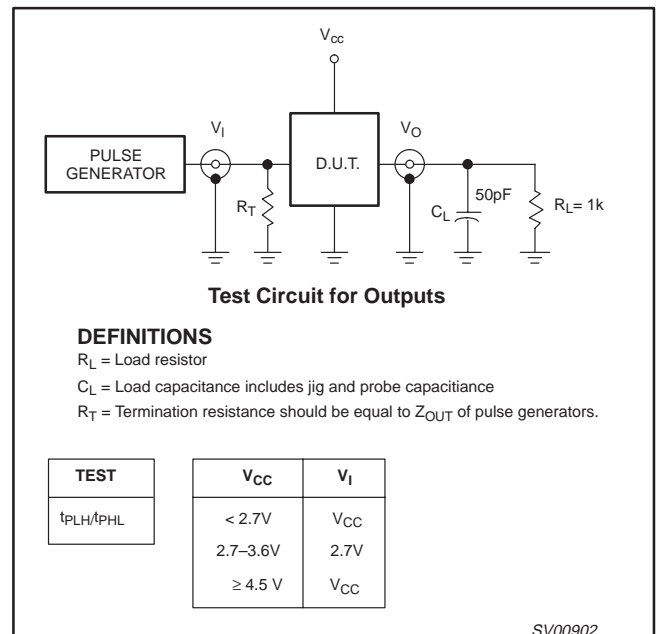 Vcc
VI
VO
PULSE
GENERATOR
D.U.T.
RT
50pF
CL
RL= 1k
Test Circuit for Outputs
DEFINITIONS
RL = Load resistor
CL = Load capacitance includes jig and probe capacitiance
RT = Termination resistance should be equal to ZOUT of pulse generators.
TEST
tPLH/tPHL
VCC VI
< 2.7V VCC
2.7–3.6V 2.7V
≥ 4.5 V VCC
SV00902